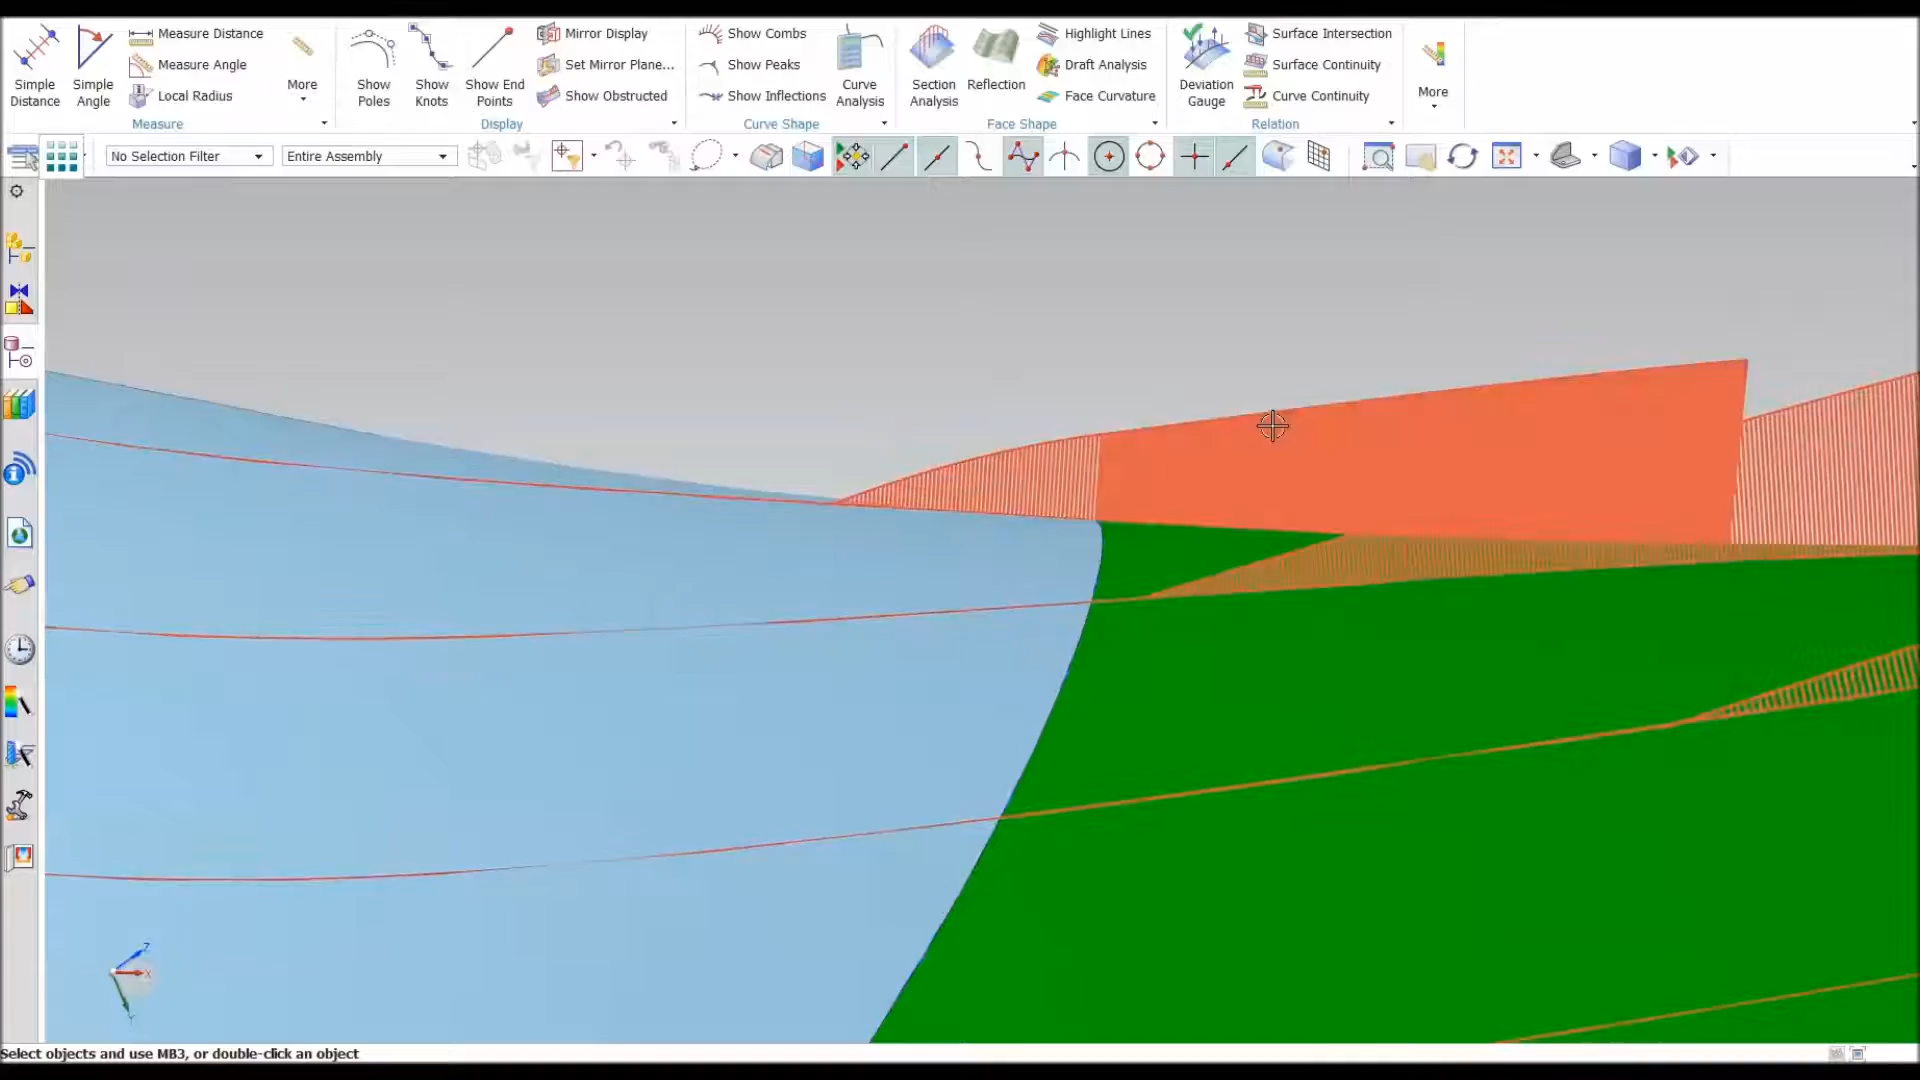 Simple Distance
Simple Angle
Measure Distance
Measure Angle
Local Radius
More
Measure
Show Poles
Show Knots
Show End Points
Mirror Display
Set Mirror Plane...
Show Obstructed
Display
Show Combs
Show Peaks
Show Inflections
Curve Analysis
Curve Shape
Section Analysis
Reflection
Highlight Lines
Draft Analysis
Face Curvature
Face Shape
Deviation Gauge
Surface Intersection
Surface Continuity
Curve Continuity
Relation
More
No Selection Filter
Entire Assembly
Z
X
Select objects and use MB3, or double-click an object